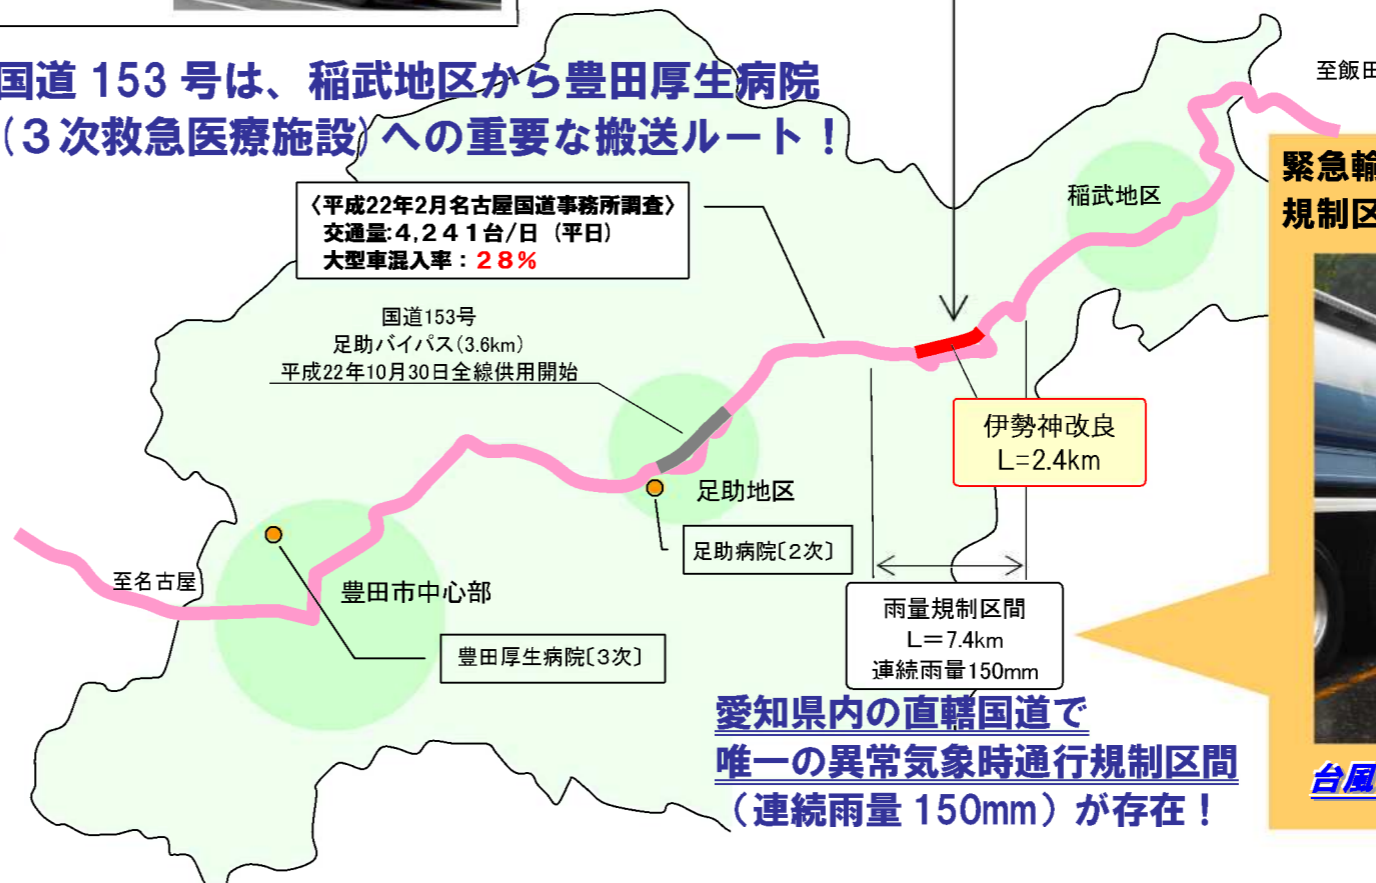 国道 153 号は、稲武地区から豊田厚生病院
(３次救急医療施設)への重要な搬送ルート！
至飯田
緊急輸
規制区
稲武地区
〈平成22年2月名古屋国道事務所調査〉
交通量:4,241台/日（平日）
大型車混入率：２８%
国道153号
足助バイパス(3.6km)
平成22年10月30日全線供用開始
伊勢神改良
L=2.4km
足助地区
足助病院〔２次〕
至名古屋
豊田市中心部
豊田厚生病院〔３次〕
雨量規制区間
L＝7.4km
連続雨量150mm
愛知県内の直轄国道で
唯一の異常気象時通行規制区間
（連続雨量 150mm）が存在！
台風